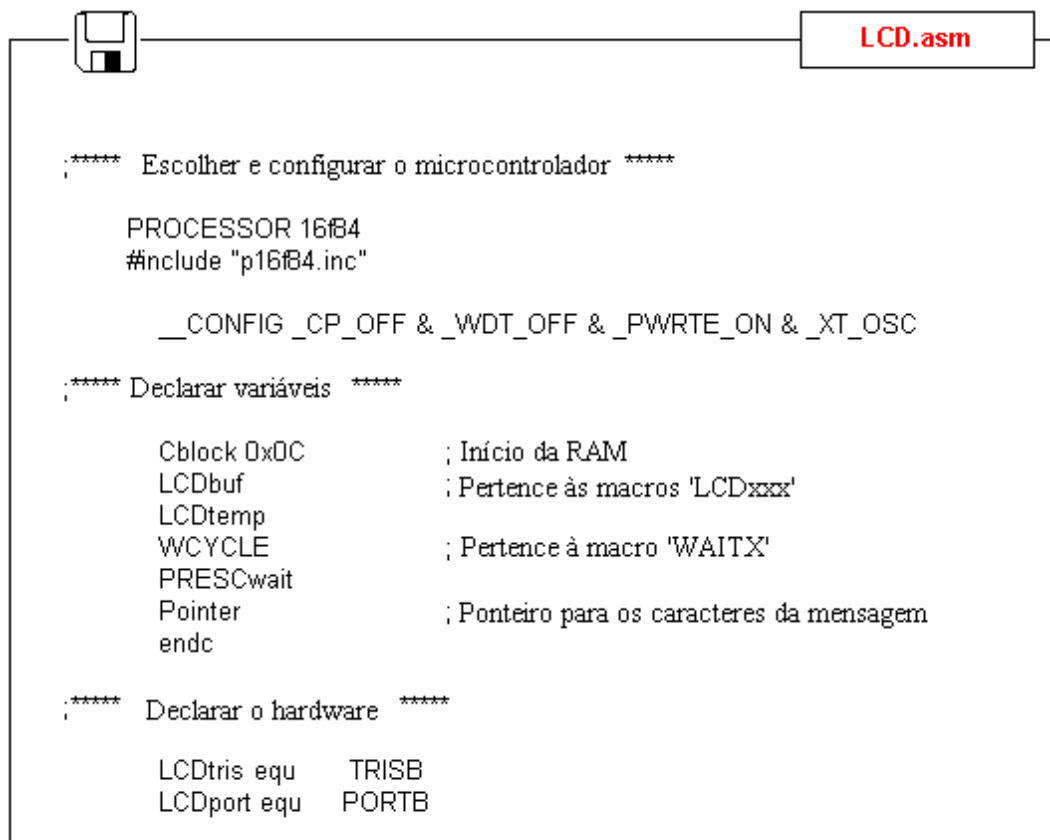 LCD.asm
;***** Escolher e configurar o microcontrolador *****
PROCESSOR 16f84
#include "p16f84.inc"
__CONFIG _CP_OFF & _WDT_OFF & _PWRTE_ON & _XT_OSC
;***** Declarar variáveis *****
Cblock 0x0C ; Início da RAM
LCDbuf ; Pertence às macros 'LCDxxx'
LCDtemp
WCYCLE ; Pertence à macro 'WAITX'
PRESCwait
Pointer ; Ponteiro para os caracteres da mensagem
endc
;***** Declarar o hardware *****
LCDtris equ TRISB
LCDport equ PORTB